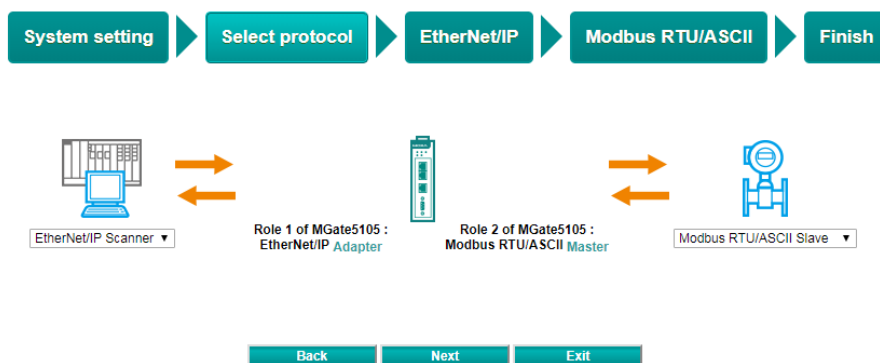 System setting
Select protocol
EtherNet/IP
Modbus RTU/ASCII
Finish
Role 1 of MGate5105 :
EtherNet/IP Adapter
Role 2 of MGate5105 :
Modbus RTU/ASCII Master
EtherNet/IP Scanner ▼
Modbus RTU/ASCII Slave ▼
Back
Next
Exit